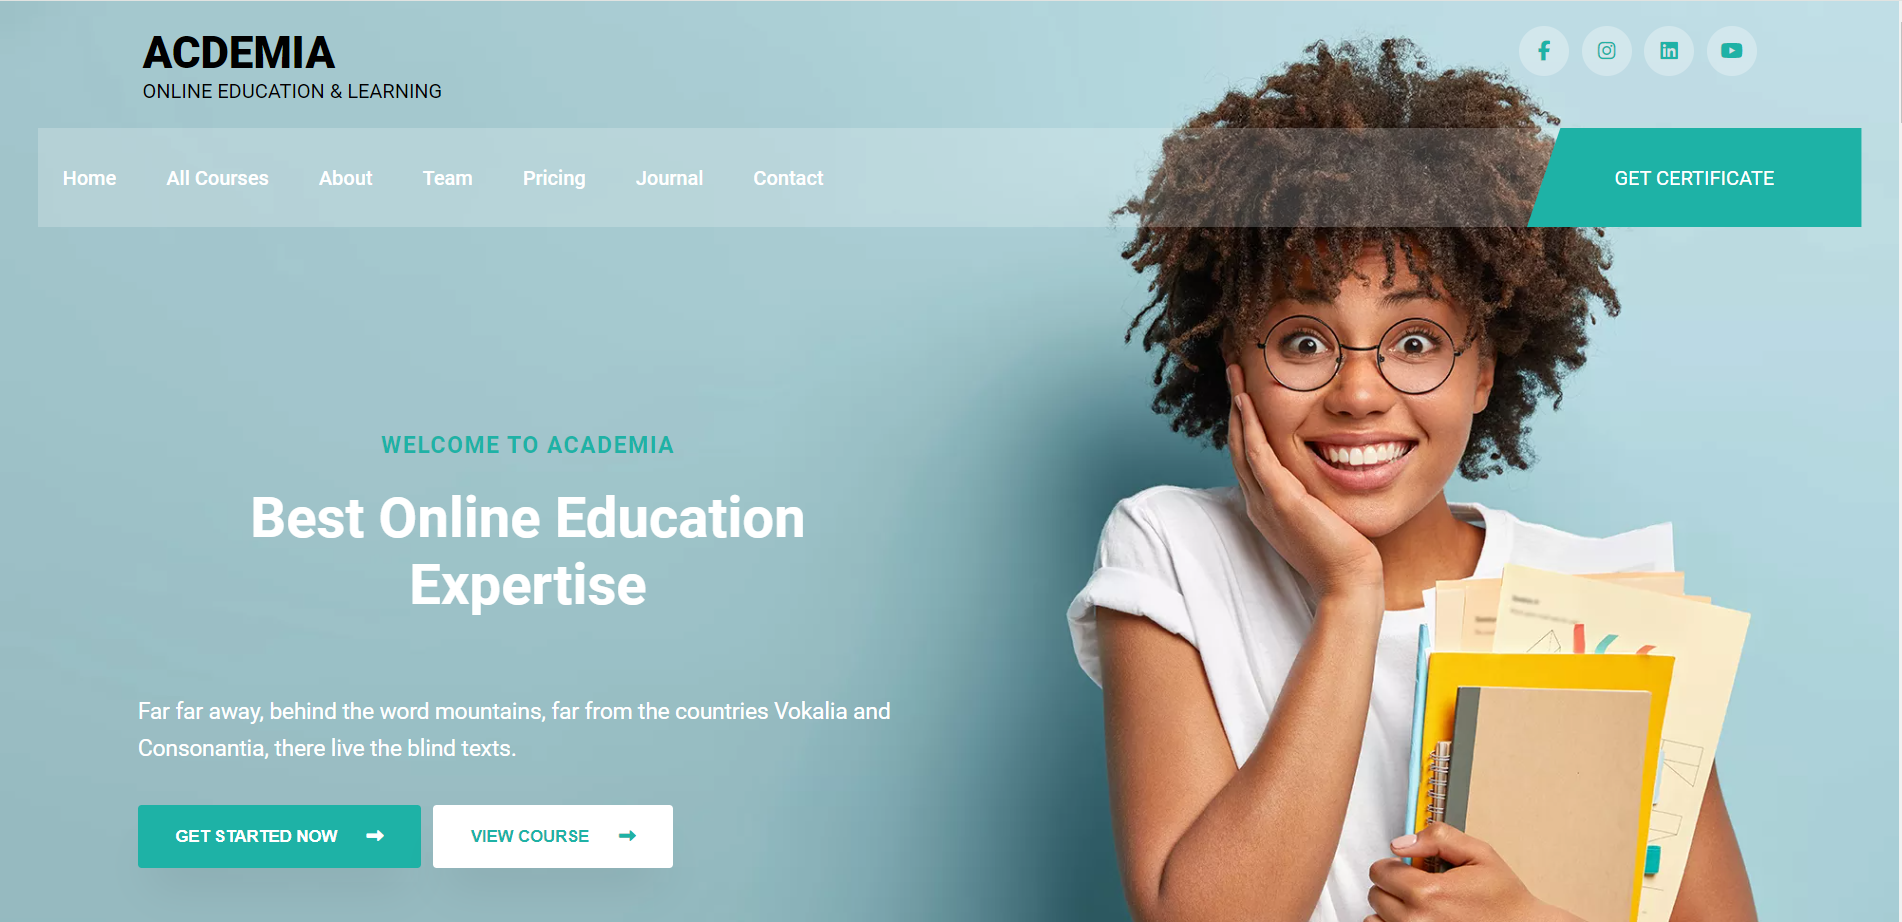 ACDEMIA
ONLINE EDUCATION & LEARNING
Home All Courses About Team Pricing Journal Contact
GET CERTIFICATE
WELCOME TO ACADEMIA
Best Online Education
Expertise
Far far away, behind the word mountains, far from the countries Vokalia and
Consonantia, there live the blind texts.
GET STARTED NOW
VIEW COURSE